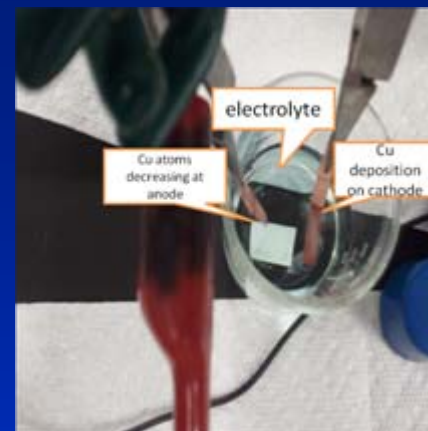 electrolyte
Cu atoms
decreasing at
anode
Cu
deposition
on cathode